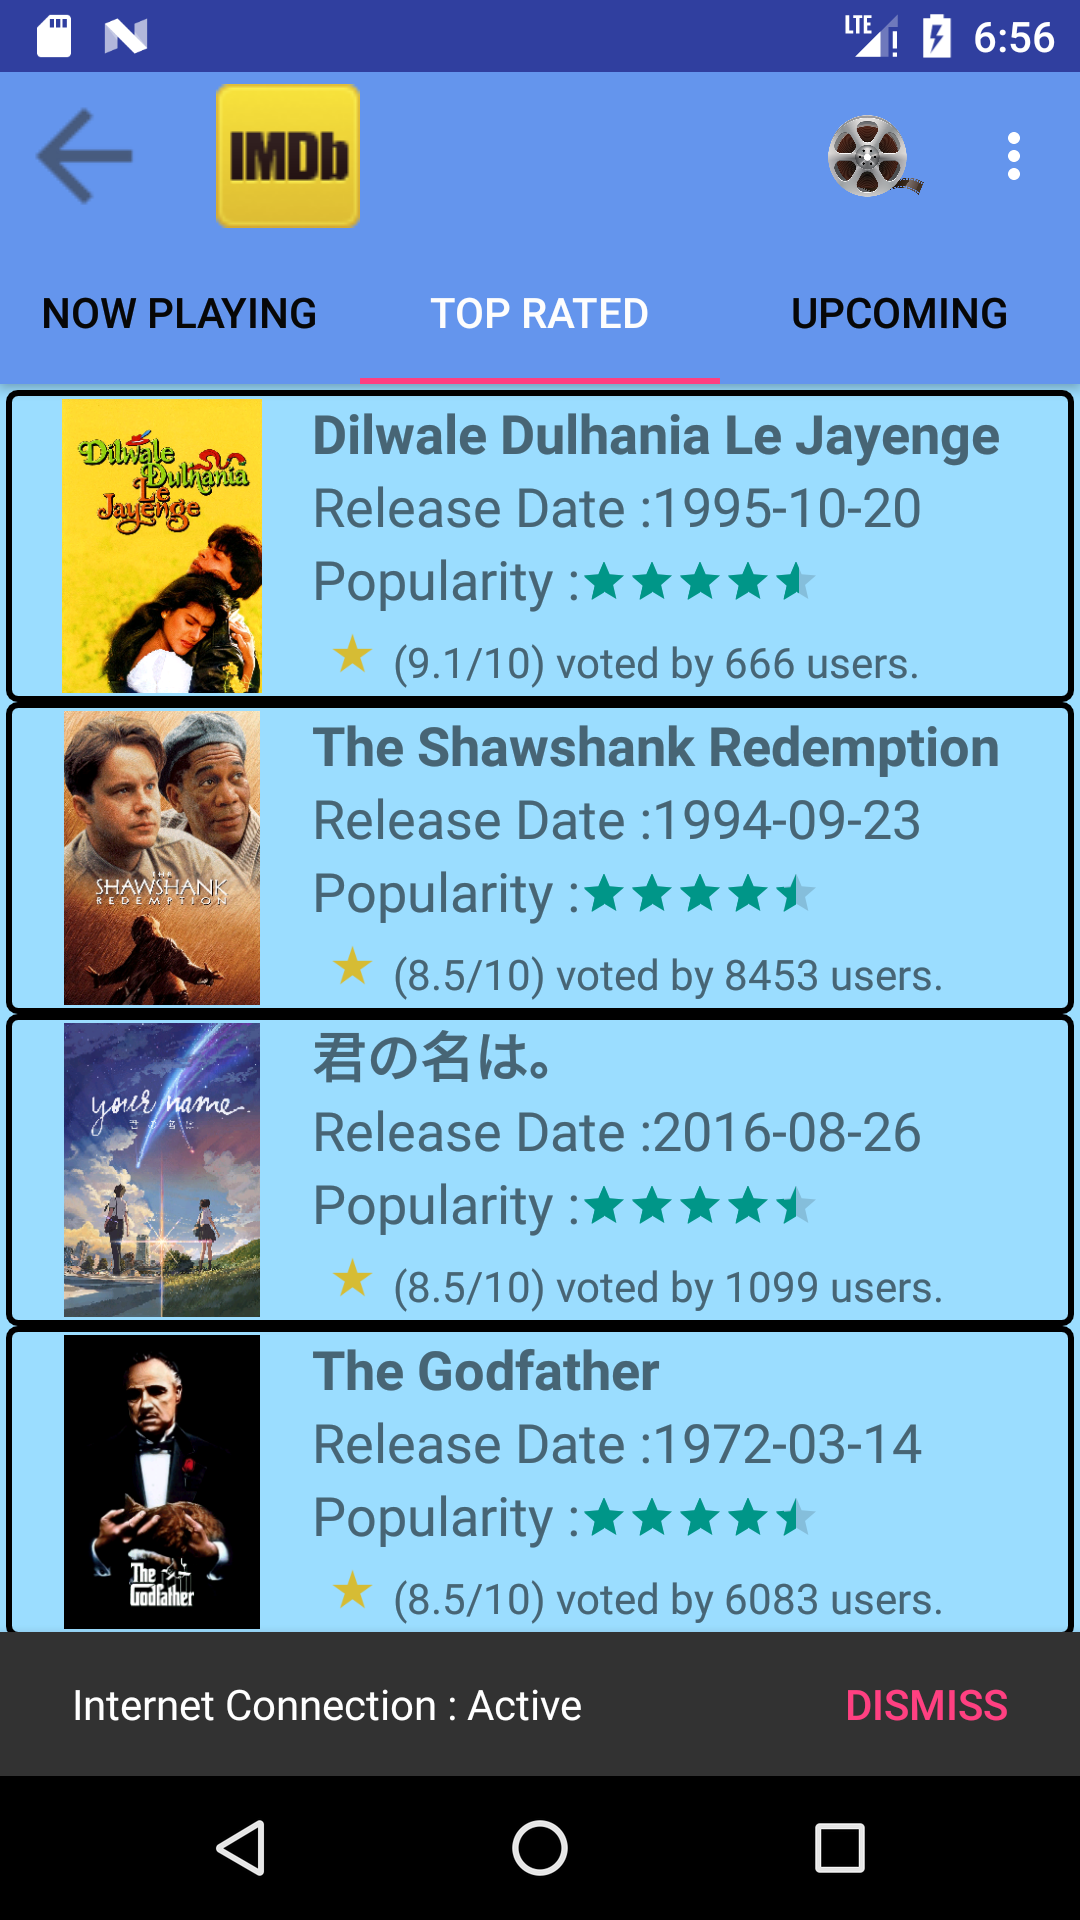 LTE 6:56
IMDb
NOW PLAYING TOP RATED UPCOMING
Dilwale
Dulhania
Le
Jayenge
Dilwale Dulhania Le Jayenge
Release Date :1995-10-20
Popularity :
(9.1/10) voted by 666 users.
THE
SHAWSHANK
REDEMPTION
The Shawshank Redemption
Release Date :1994-09-23
Popularity :
(8.5/10) voted by 8453 users.
your name.
君の名は
君の名は。
Release Date :2016-08-26
Popularity :
(8.5/10) voted by 1099 users.
The
Godfather
The Godfather
Release Date :1972-03-14
Popularity :
(8.5/10) voted by 6083 users.
Internet Connection : Active DISMISS